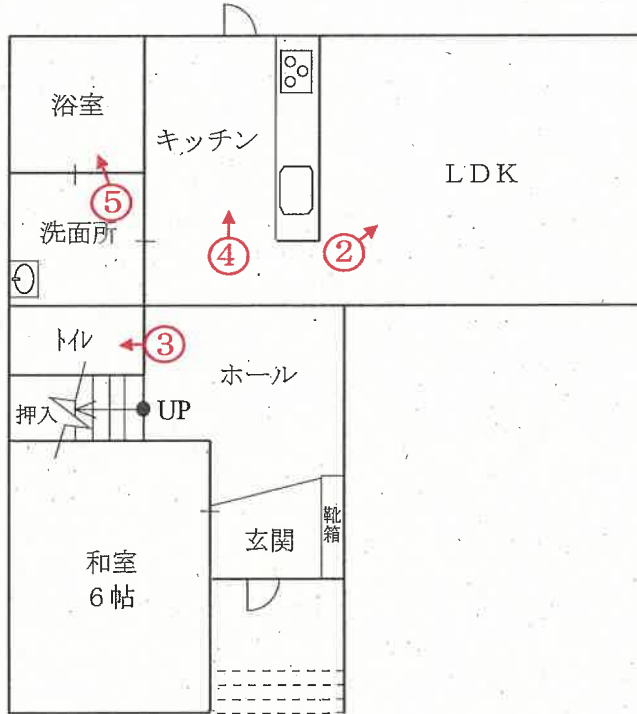 浴室
キッチン
LDK
⑤
洗面所
④
②
トイレ
③
ホール
押入
UP
靴箱
玄関
和室
6帖